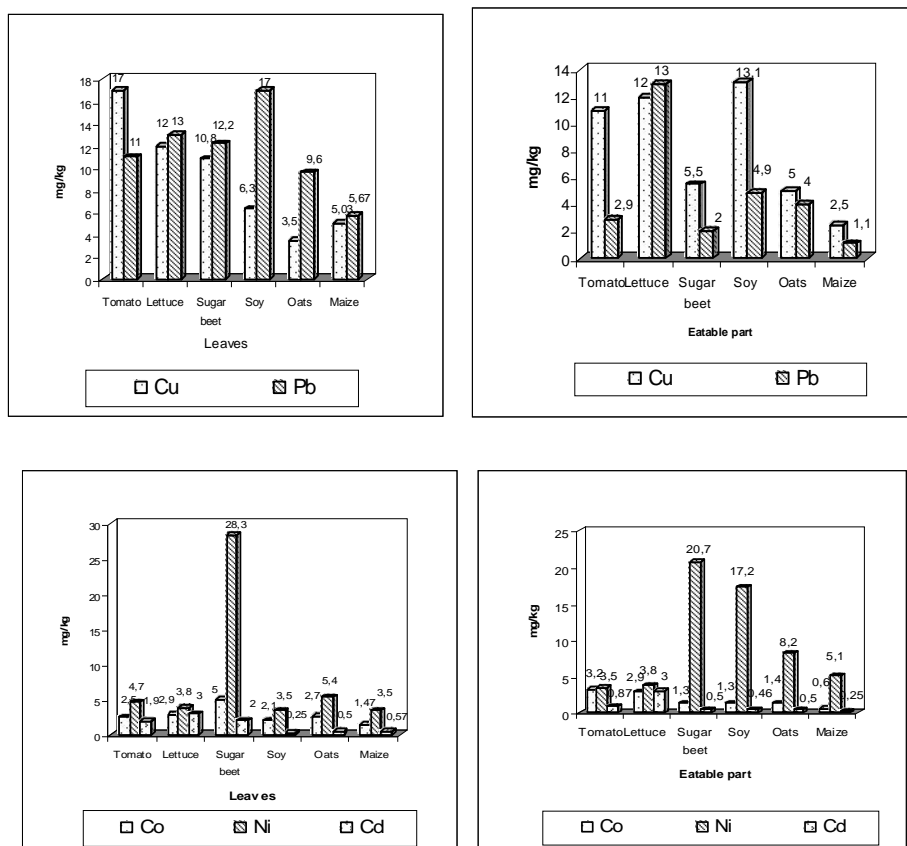 18
16
14
12
10
8
6
4
2
0
mg/kg
17
11
12 13
10,8 12,2
6,3
17
3,5
9,6
5,03 5,67
Tomato Lettuce Sugar Soy Oats Maize
beet
Leaves
Cu Pb
14
12
10
8
6
4
2
0
mg/kg
11
2,9
12 13
5,5
2
13,1
4,9
5 4
2,5
1,1
Tomato Lettuce Sugar Soy Oats Maize
beet
Eatable part
Cu Pb
30
25
20
15
10
5
0
mg/kg
4,7
1,9
2,9 3,8 3
5
28,3
2
2,1 3,5 0,25
2,7 5,4 0,5
1,47 3,5 0,57
Tomato Lettuce Sugar Soy Oats Maize
beet
Leaves
Co Ni Cd
25
20
15
10
5
0
mg/kg
3,2 3,5 0,87
2,9 3,8 3
1,3
20,7
0,5
1,3
17,2
0,46
1,4
8,2
0,5
0,6
5,1
0,25
Tomato Lettuce Sugar Soy Oats Maize
beet
Eatable part
Co Ni Cd